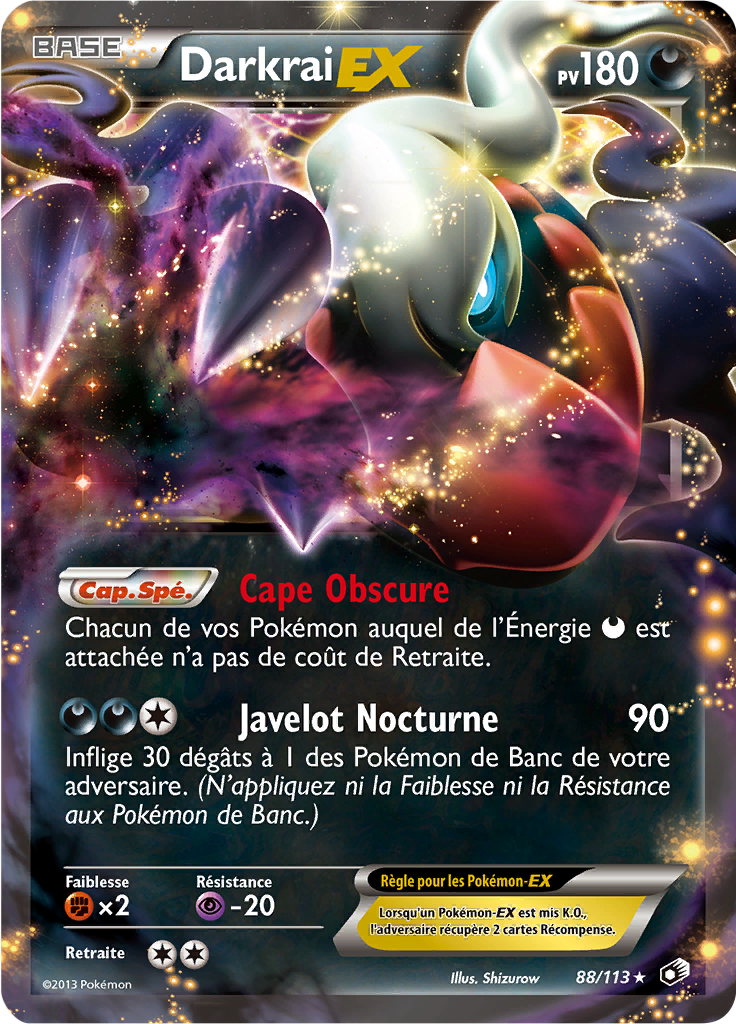 BASE
Darkrai EX
PV180
Cap.Spé. Cape Obscure
Chacun de vos Pokémon auquel de l'Énergie est
attachée n'a pas de coût de Retraite.
Javelot Nocturne 90
Inflige 30 dégâts à 1 des Pokémon de Banc de votre
adversaire. (N'appliquez ni la Faiblesse ni la Résistance
aux Pokémon de Banc.)
Faiblesse Résistance
×2 -20
Règle pour les Pokémon-EX
Lorsqu'un Pokémon-EX est mis K.O.,
l'adversaire récupère 2 cartes Récompense.
Retraite
©2013 Pokémon
Illus. Shizurow
88/113 ★